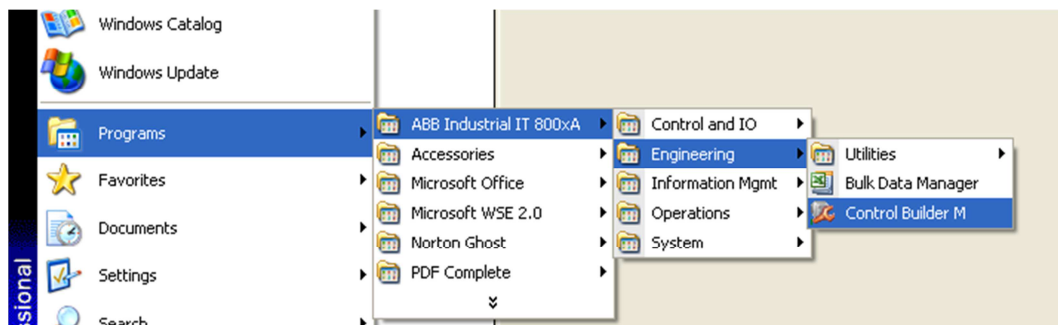 Windows Catalog
Windows Update
Programs
Favorites
Documents
Settings
Search
ABB Industrial IT 800xA
Accessories
Microsoft Office
Microsoft WSE 2.0
Norton Ghost
PDF Complete
Control and IO
Engineering
Information Mgmt
Operations
System
Utilities
Bulk Data Manager
Control Builder M